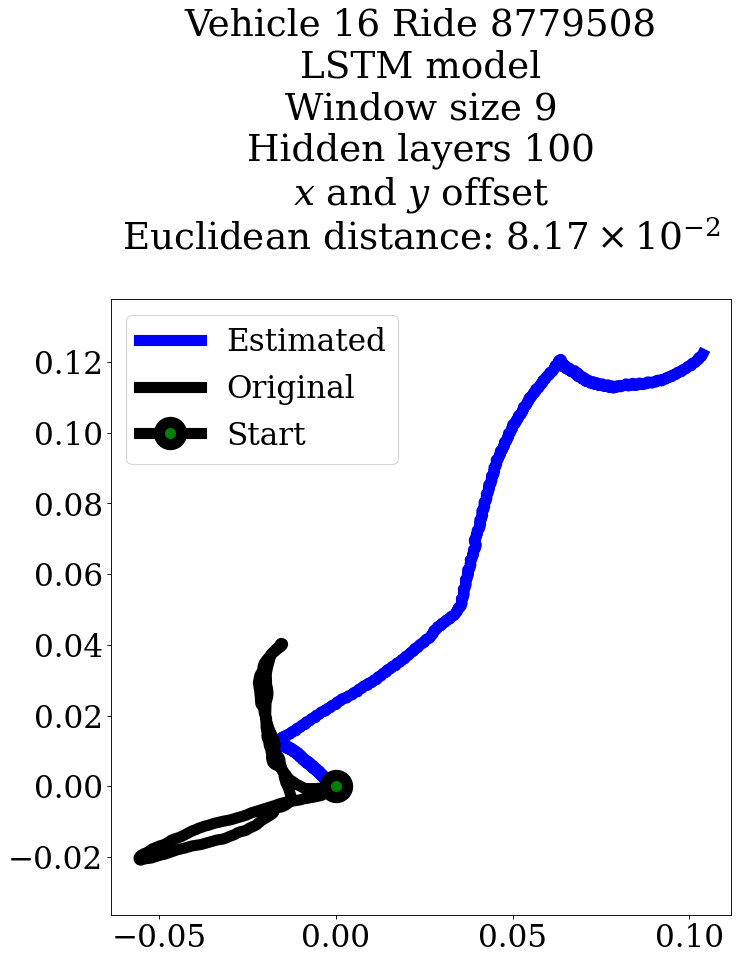 Vehicle 16 Ride 8779508
LSTM model
Window size 9
Hidden layers 100
x and y offset
Euclidean distance: 8.17 × 10⁻²
Estimated
Original
Start
0.12
0.10
0.08
0.06
0.04
0.02
0.00
−0.02
−0.05 0.00 0.05 0.10